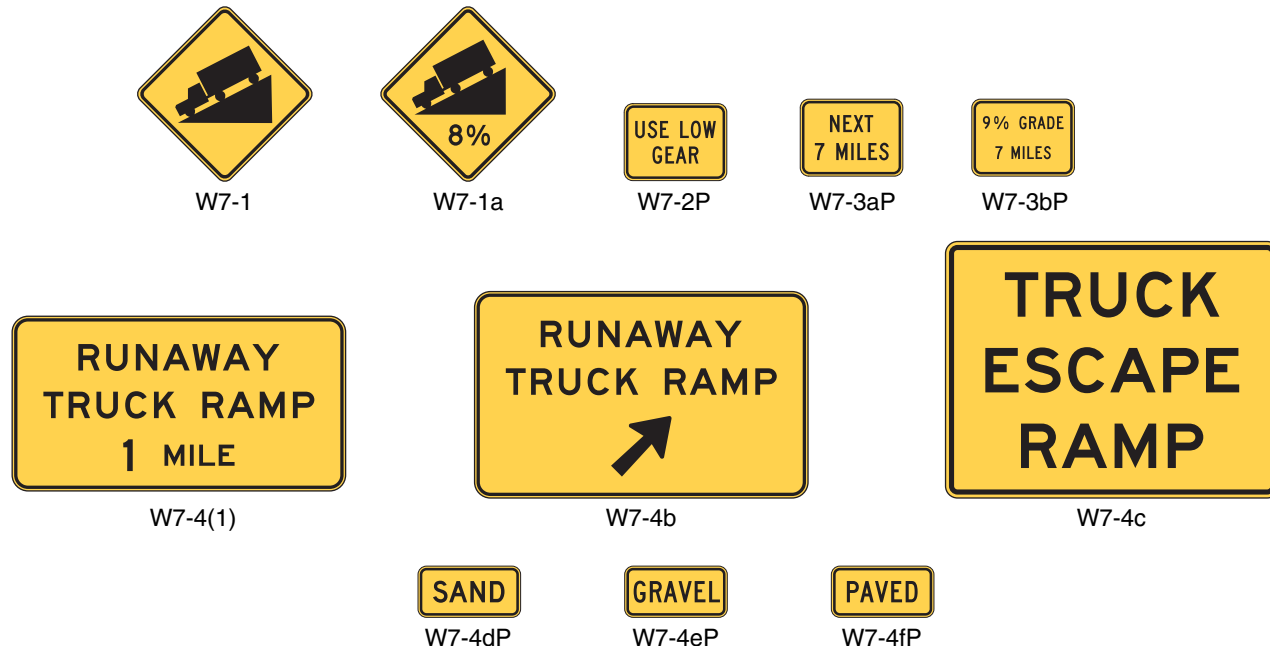 8%
W7-1
W7-1a
USE LOW
GEAR
W7-2P
NEXT
7 MILES
W7-3aP
9% GRADE
7 MILES
W7-3bP
RUNAWAY
TRUCK RAMP
1 MILE
W7-4(1)
RUNAWAY
TRUCK RAMP
W7-4b
TRUCK
ESCAPE
RAMP
W7-4c
SAND
W7-4dP
GRAVEL
W7-4eP
PAVED
W7-4fP